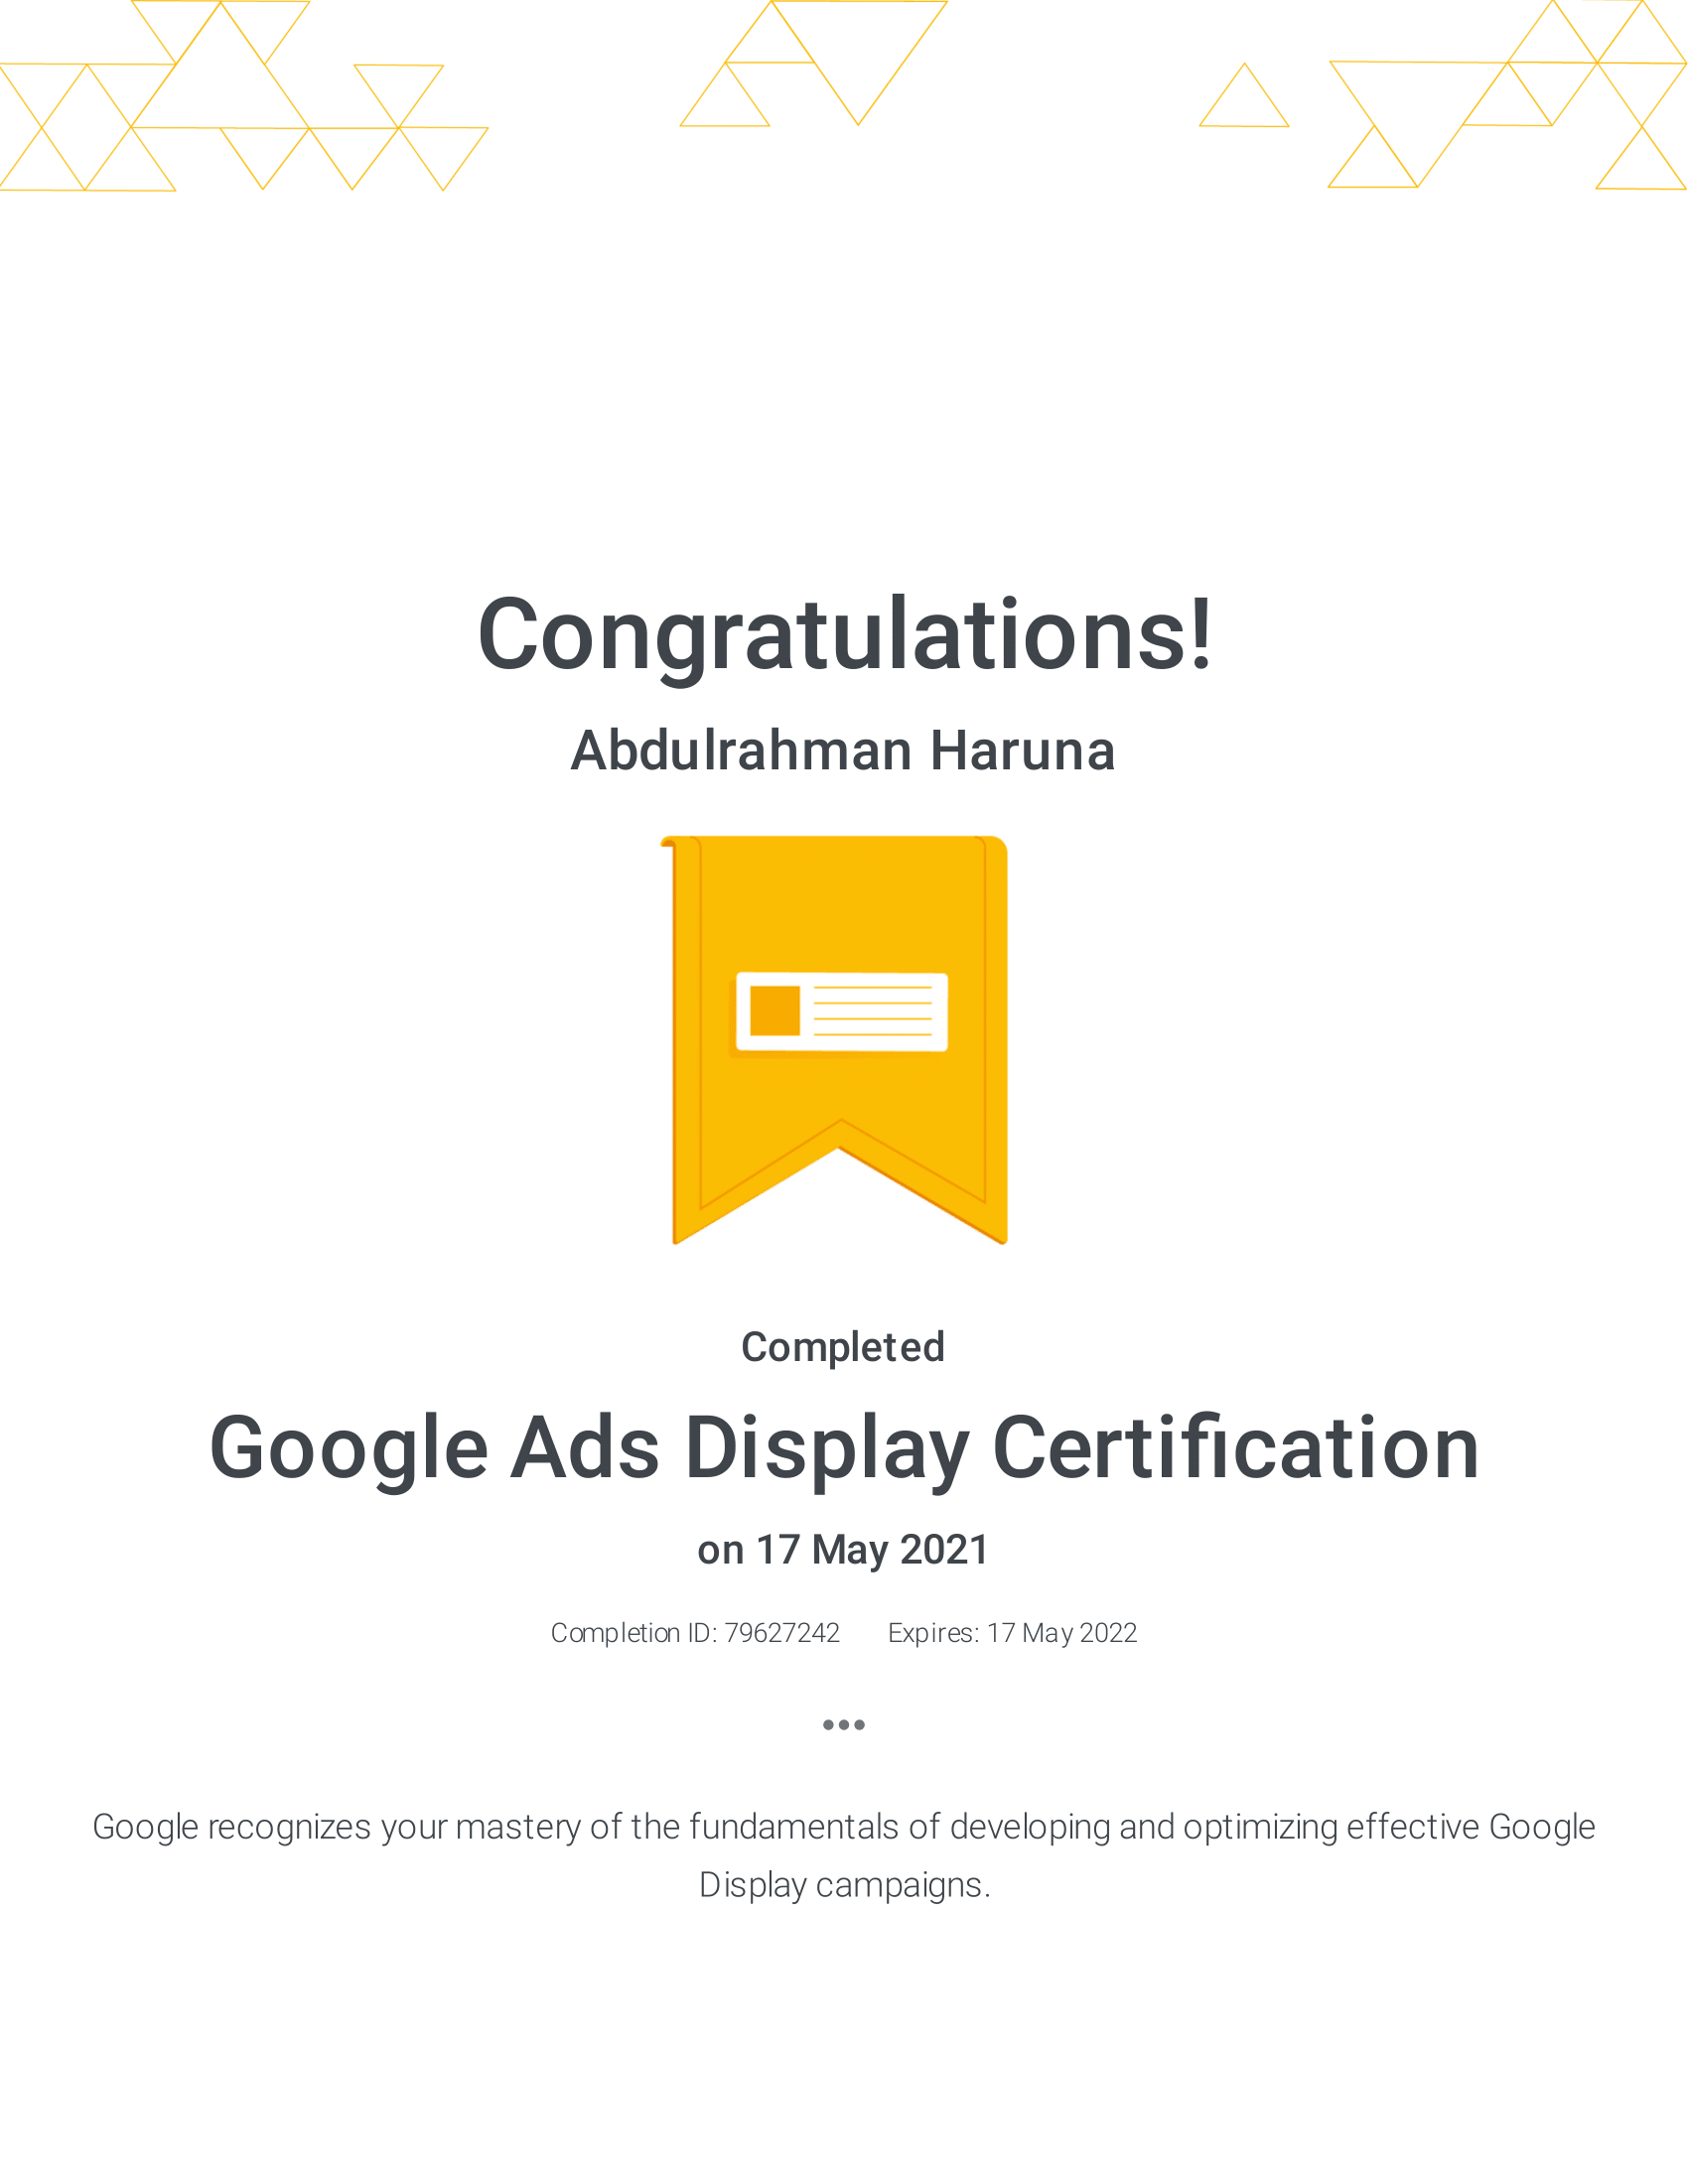 Congratulations!
Abdulrahman Haruna
Completed
Google Ads Display Certification
on 17 May 2021
Completion ID: 79627242 Expires: 17 May 2022
Google recognizes your mastery of the fundamentals of developing and optimizing effective Google
Display campaigns.